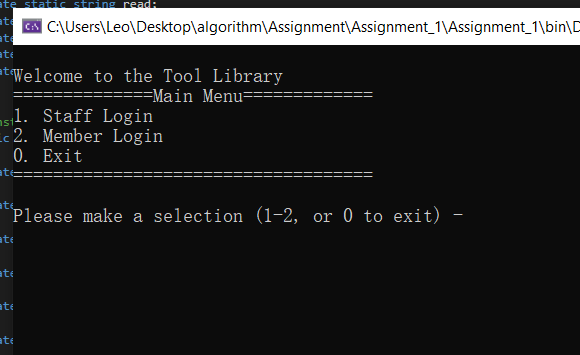 ate static string read;
C:\Users\Leo\Desktop\algorithm\Assignment\Assignment_1\Assignment_1\bin\D
Welcome to the Tool Library
==============Main Menu=============
1. Staff Login
2. Member Login
0. Exit
====================================
Please make a selection (1-2, or 0 to exit) -